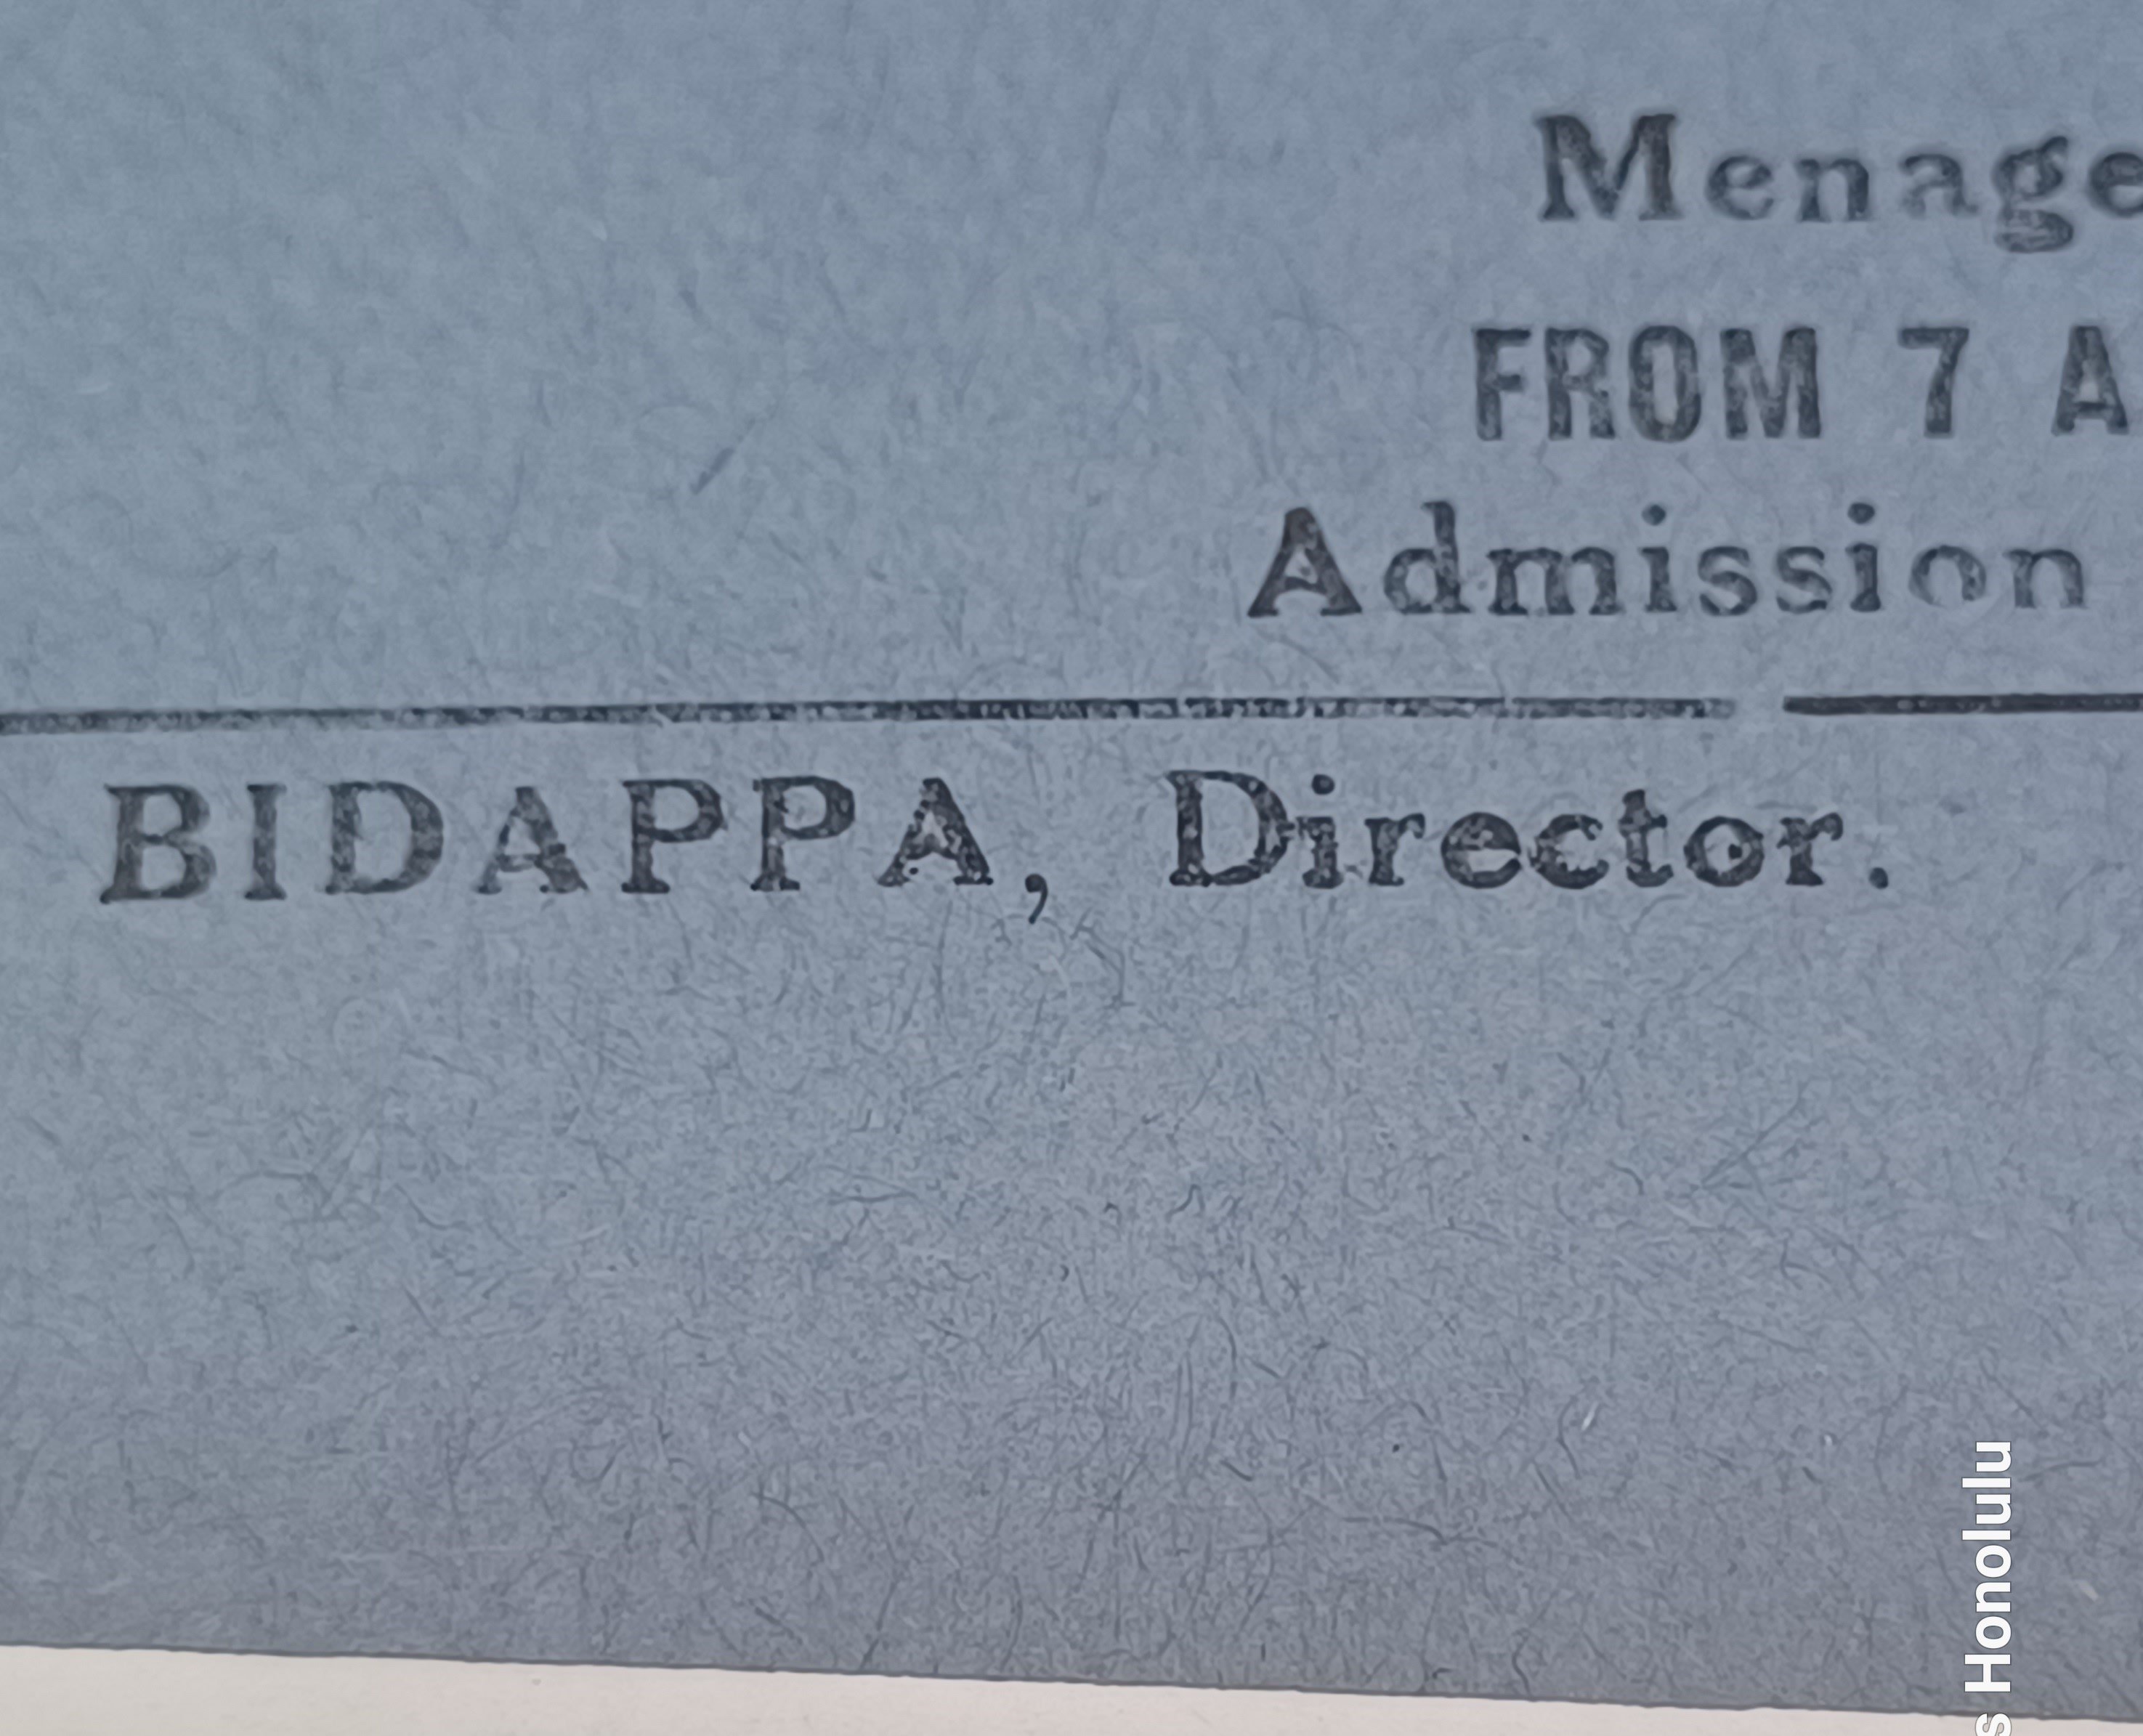 Menage
FROM 7 A
Admission
BIDAPPA, Director.
s Honolulu